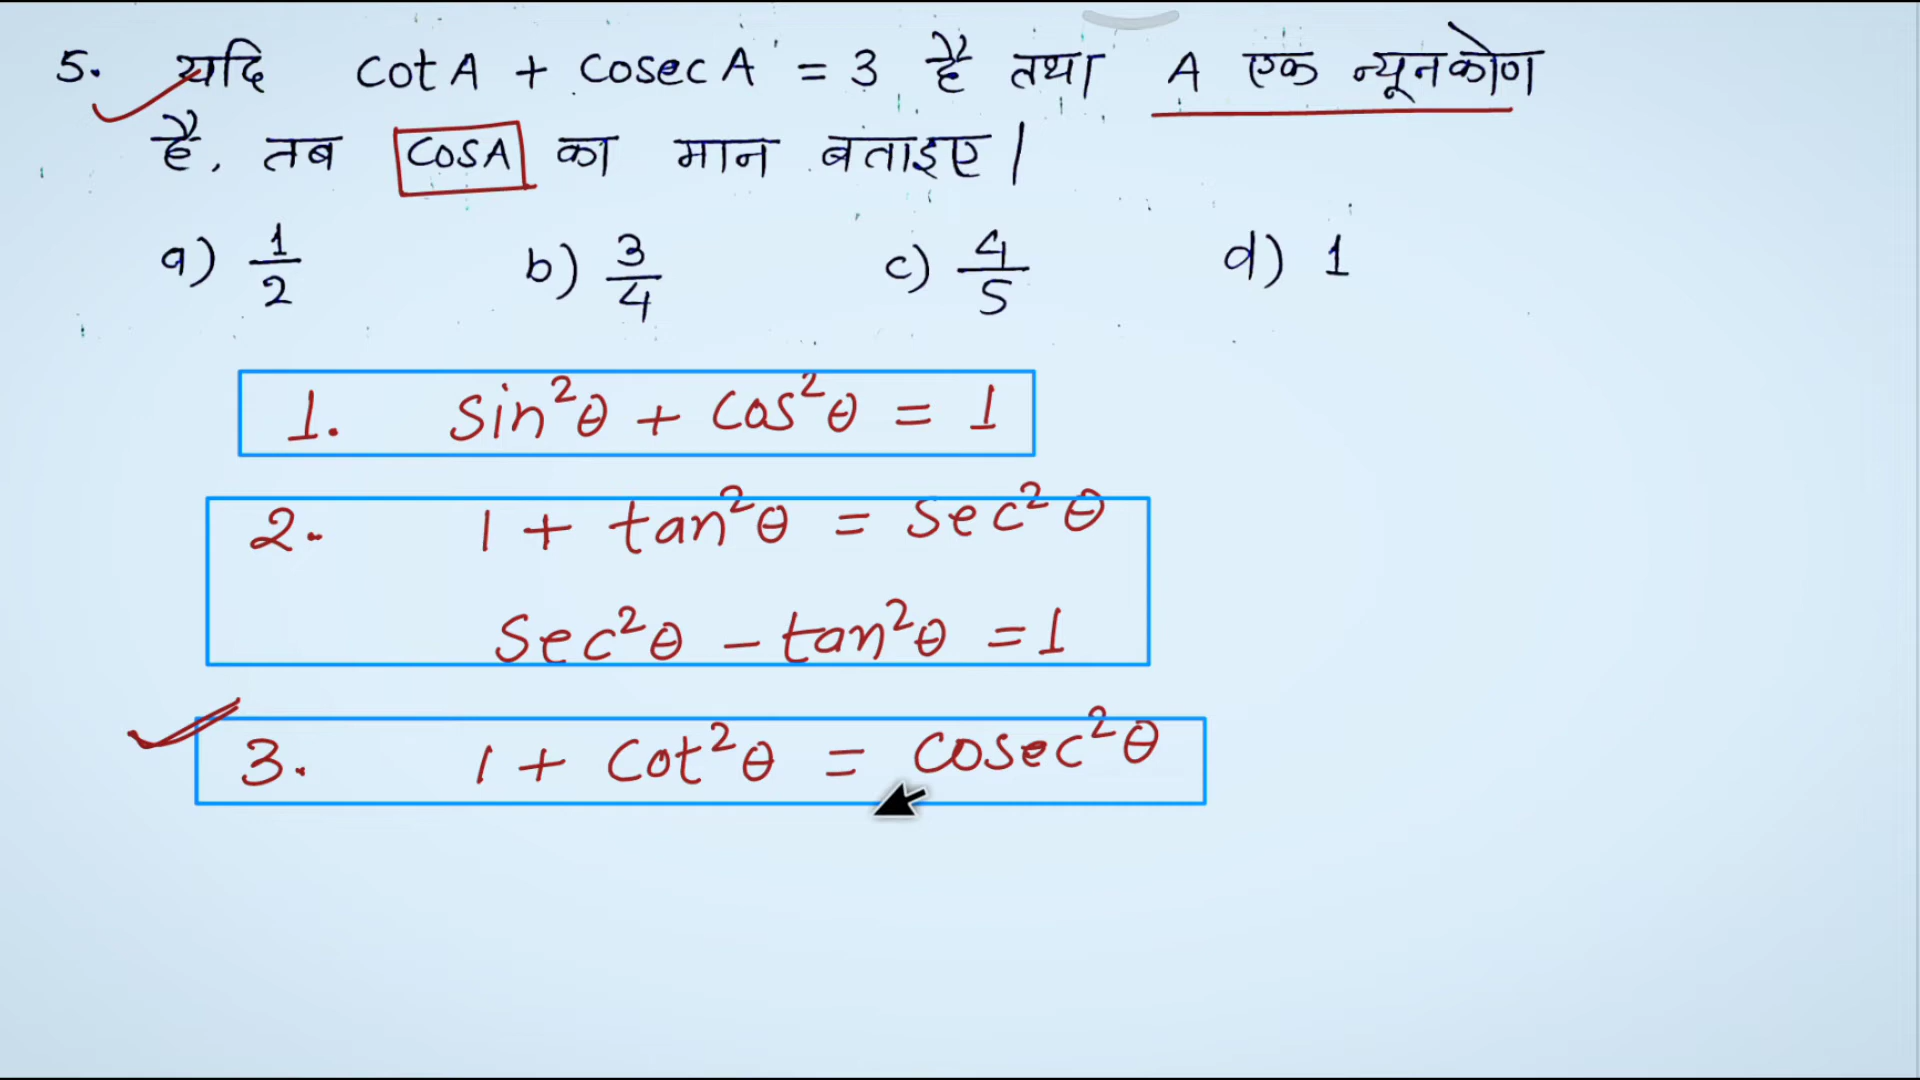 5. यदि cot A + cosec A = 3 है तथा A एक न्यूनकोण
है, तब cosA का मान बताइए |
a) 1/2 b) 3/4 c) 4/5 d) 1
1. sin²θ + cos²θ = 1
2. 1 + tan²θ = sec²θ
sec²θ - tan²θ = 1
3. 1 + cot²θ = cosec²θ